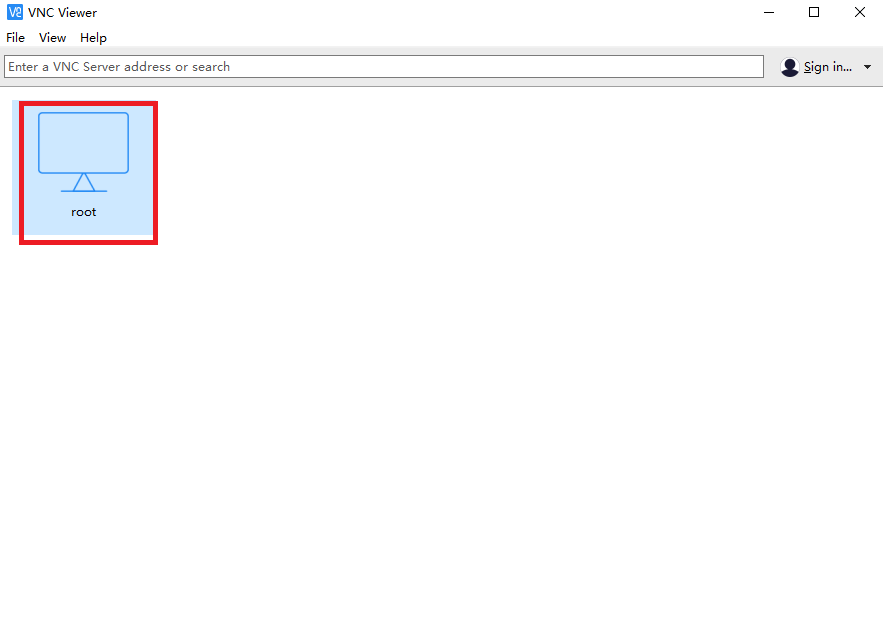 VNC Viewer
File View Help
Enter a VNC Server address or search
Sign in...
root